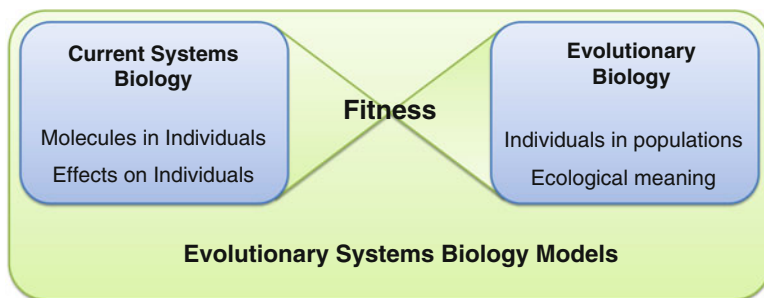 Current Systems
Biology
Molecules in Individuals
Effects on Individuals
Fitness
Evolutionary
Biology
Individuals in populations
Ecological meaning
Evolutionary Systems Biology Models